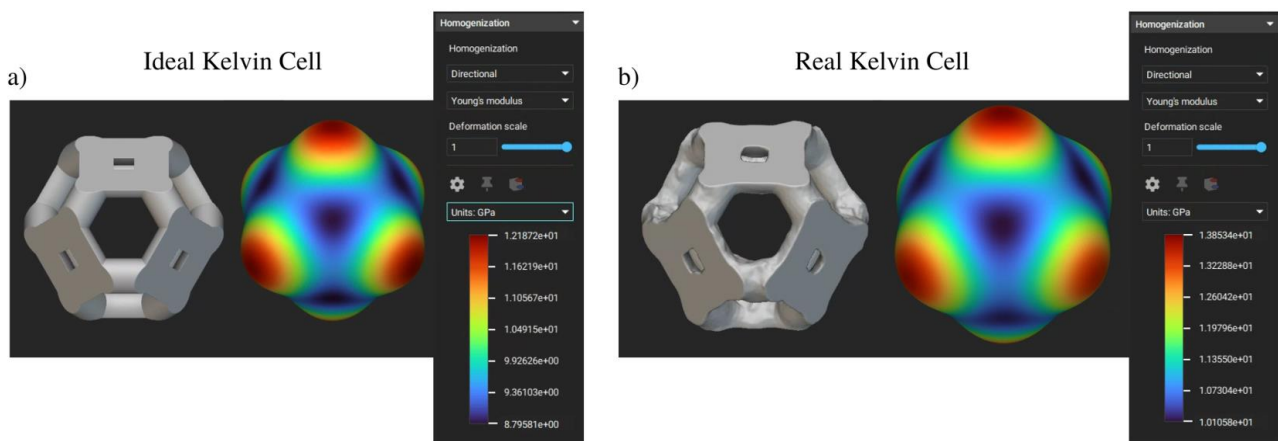 a)
Ideal Kelvin Cell
Homogenization
Homogenization
Directional
Young's modulus
Deformation scale
1
Units: GPa
1.21872e+01
1.16219e+01
1.10567e+01
1.04915e+01
9.92626e+00
9.36103e+00
8.79581e+00
b)
Real Kelvin Cell
Homogenization
Homogenization
Directional
Young's modulus
Deformation scale
1
Units: GPa
1.38534e+01
1.32288e+01
1.26042e+01
1.19796e+01
1.13550e+01
1.07304e+01
1.01058e+01